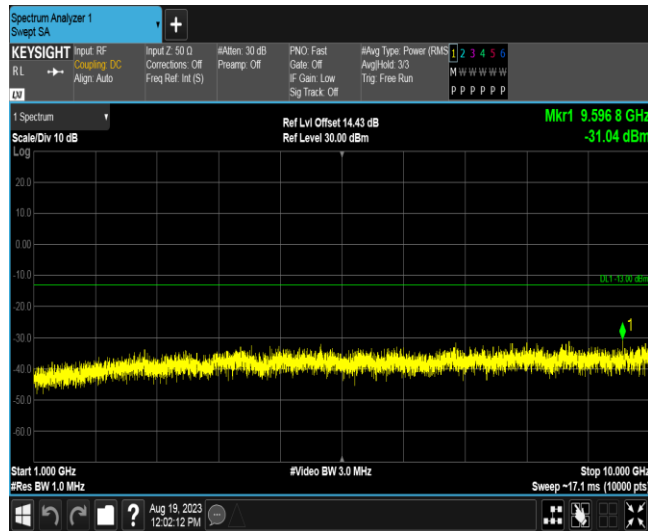 Spectrum Analyzer 1
Swept SA
+
KEYSIGHT
RL
LXI
Input: RF
Coupling: DC
Align: Auto
Input Z: 50 Ω
Corrections: Off
Freq Ref: Int (S)
#Atten: 30 dB
Preamp: Off
PNO: Fast
Gate: Off
IF Gain: Low
Sig Track: Off
#Avg Type: Power (RMS
Avg|Hold: 3/3
Trig: Free Run
1 2 3 4 5 6
M W W W W W
P P P P P P
1 Spectrum
Scale/Div 10 dB
Log
Ref Lvl Offset 14.43 dB
Ref Level 30.00 dBm
Mkr1 9.596 8 GHz
-31.04 dBm
20.0
10.0
0.00
-10.0
DL1 -13.00 dBm
-20.0
-30.0
1
-40.0
-50.0
-60.0
Start 1.000 GHz
#Res BW 1.0 MHz
#Video BW 3.0 MHz
Stop 10.000 GHz
Sweep ~17.1 ms (10000 pts)
?
Aug 19, 2023
12:02:12 PM